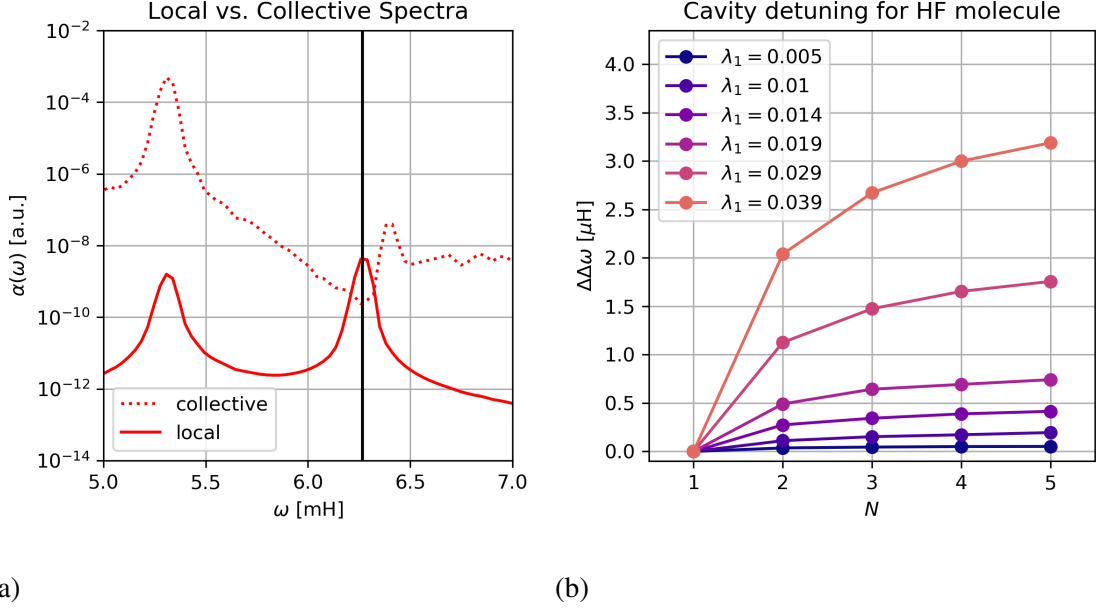 Local vs. Collective Spectra
10⁻²
10⁻⁴
10⁻⁶
10⁻⁸
10⁻¹⁰
10⁻¹²
10⁻¹⁴
α(ω) [a.u.]
collective
local
5.0 5.5 6.0 6.5 7.0
ω [mH]
a)
Cavity detuning for HF molecule
4.0
3.5
3.0
2.5
2.0
1.5
1.0
0.5
0.0
ΔΔω [μH]
λ₁ = 0.005
λ₁ = 0.01
λ₁ = 0.014
λ₁ = 0.019
λ₁ = 0.029
λ₁ = 0.039
1 2 3 4 5
N
(b)